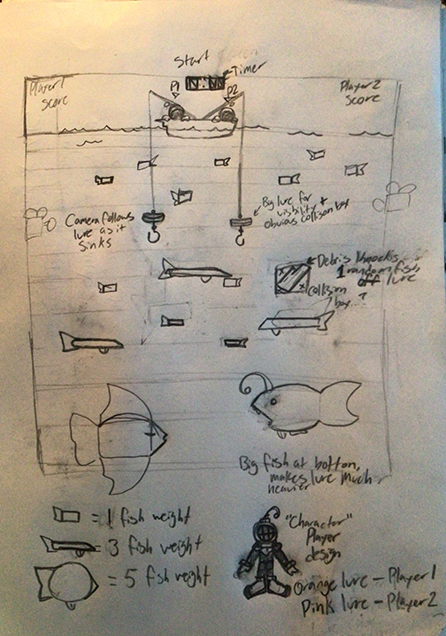 Start
Timer
P1
P2
Player 1
Score
Player 2
Score
Big lure for
visibility +
obvious collision box
Camera follows
lure as it
sinks
Debris knocks
1 random fish
off lure
collision
box ?
Big fish at bottom,
makes lure much
heavier
= 1 fish weight
= 3 fish weight
= 5 fish weight
"Character"
Player
design
Orange lure - Player 1
Pink lure - Player 2